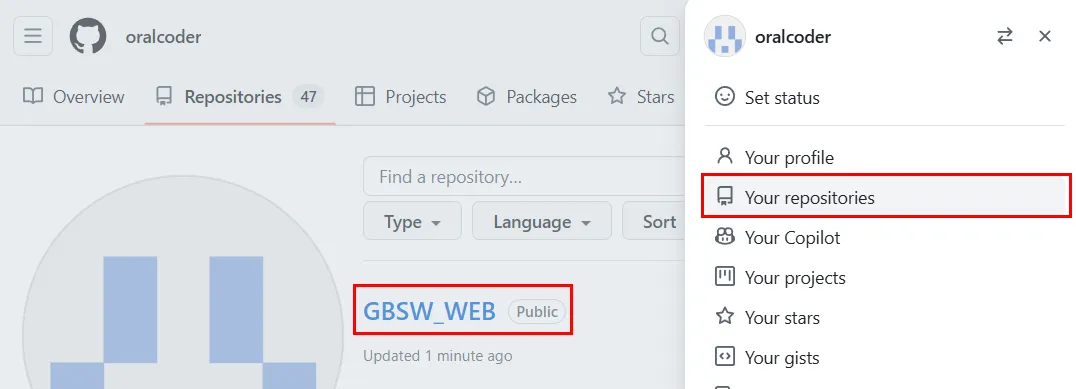 oralcoder
Overview
Repositories 47
Projects
Packages
Stars
Find a repository...
Type
Language
Sort
GBSW_WEB Public
Updated 1 minute ago
oralcoder
Set status
Your profile
Your repositories
Your Copilot
Your projects
Your stars
Your gists